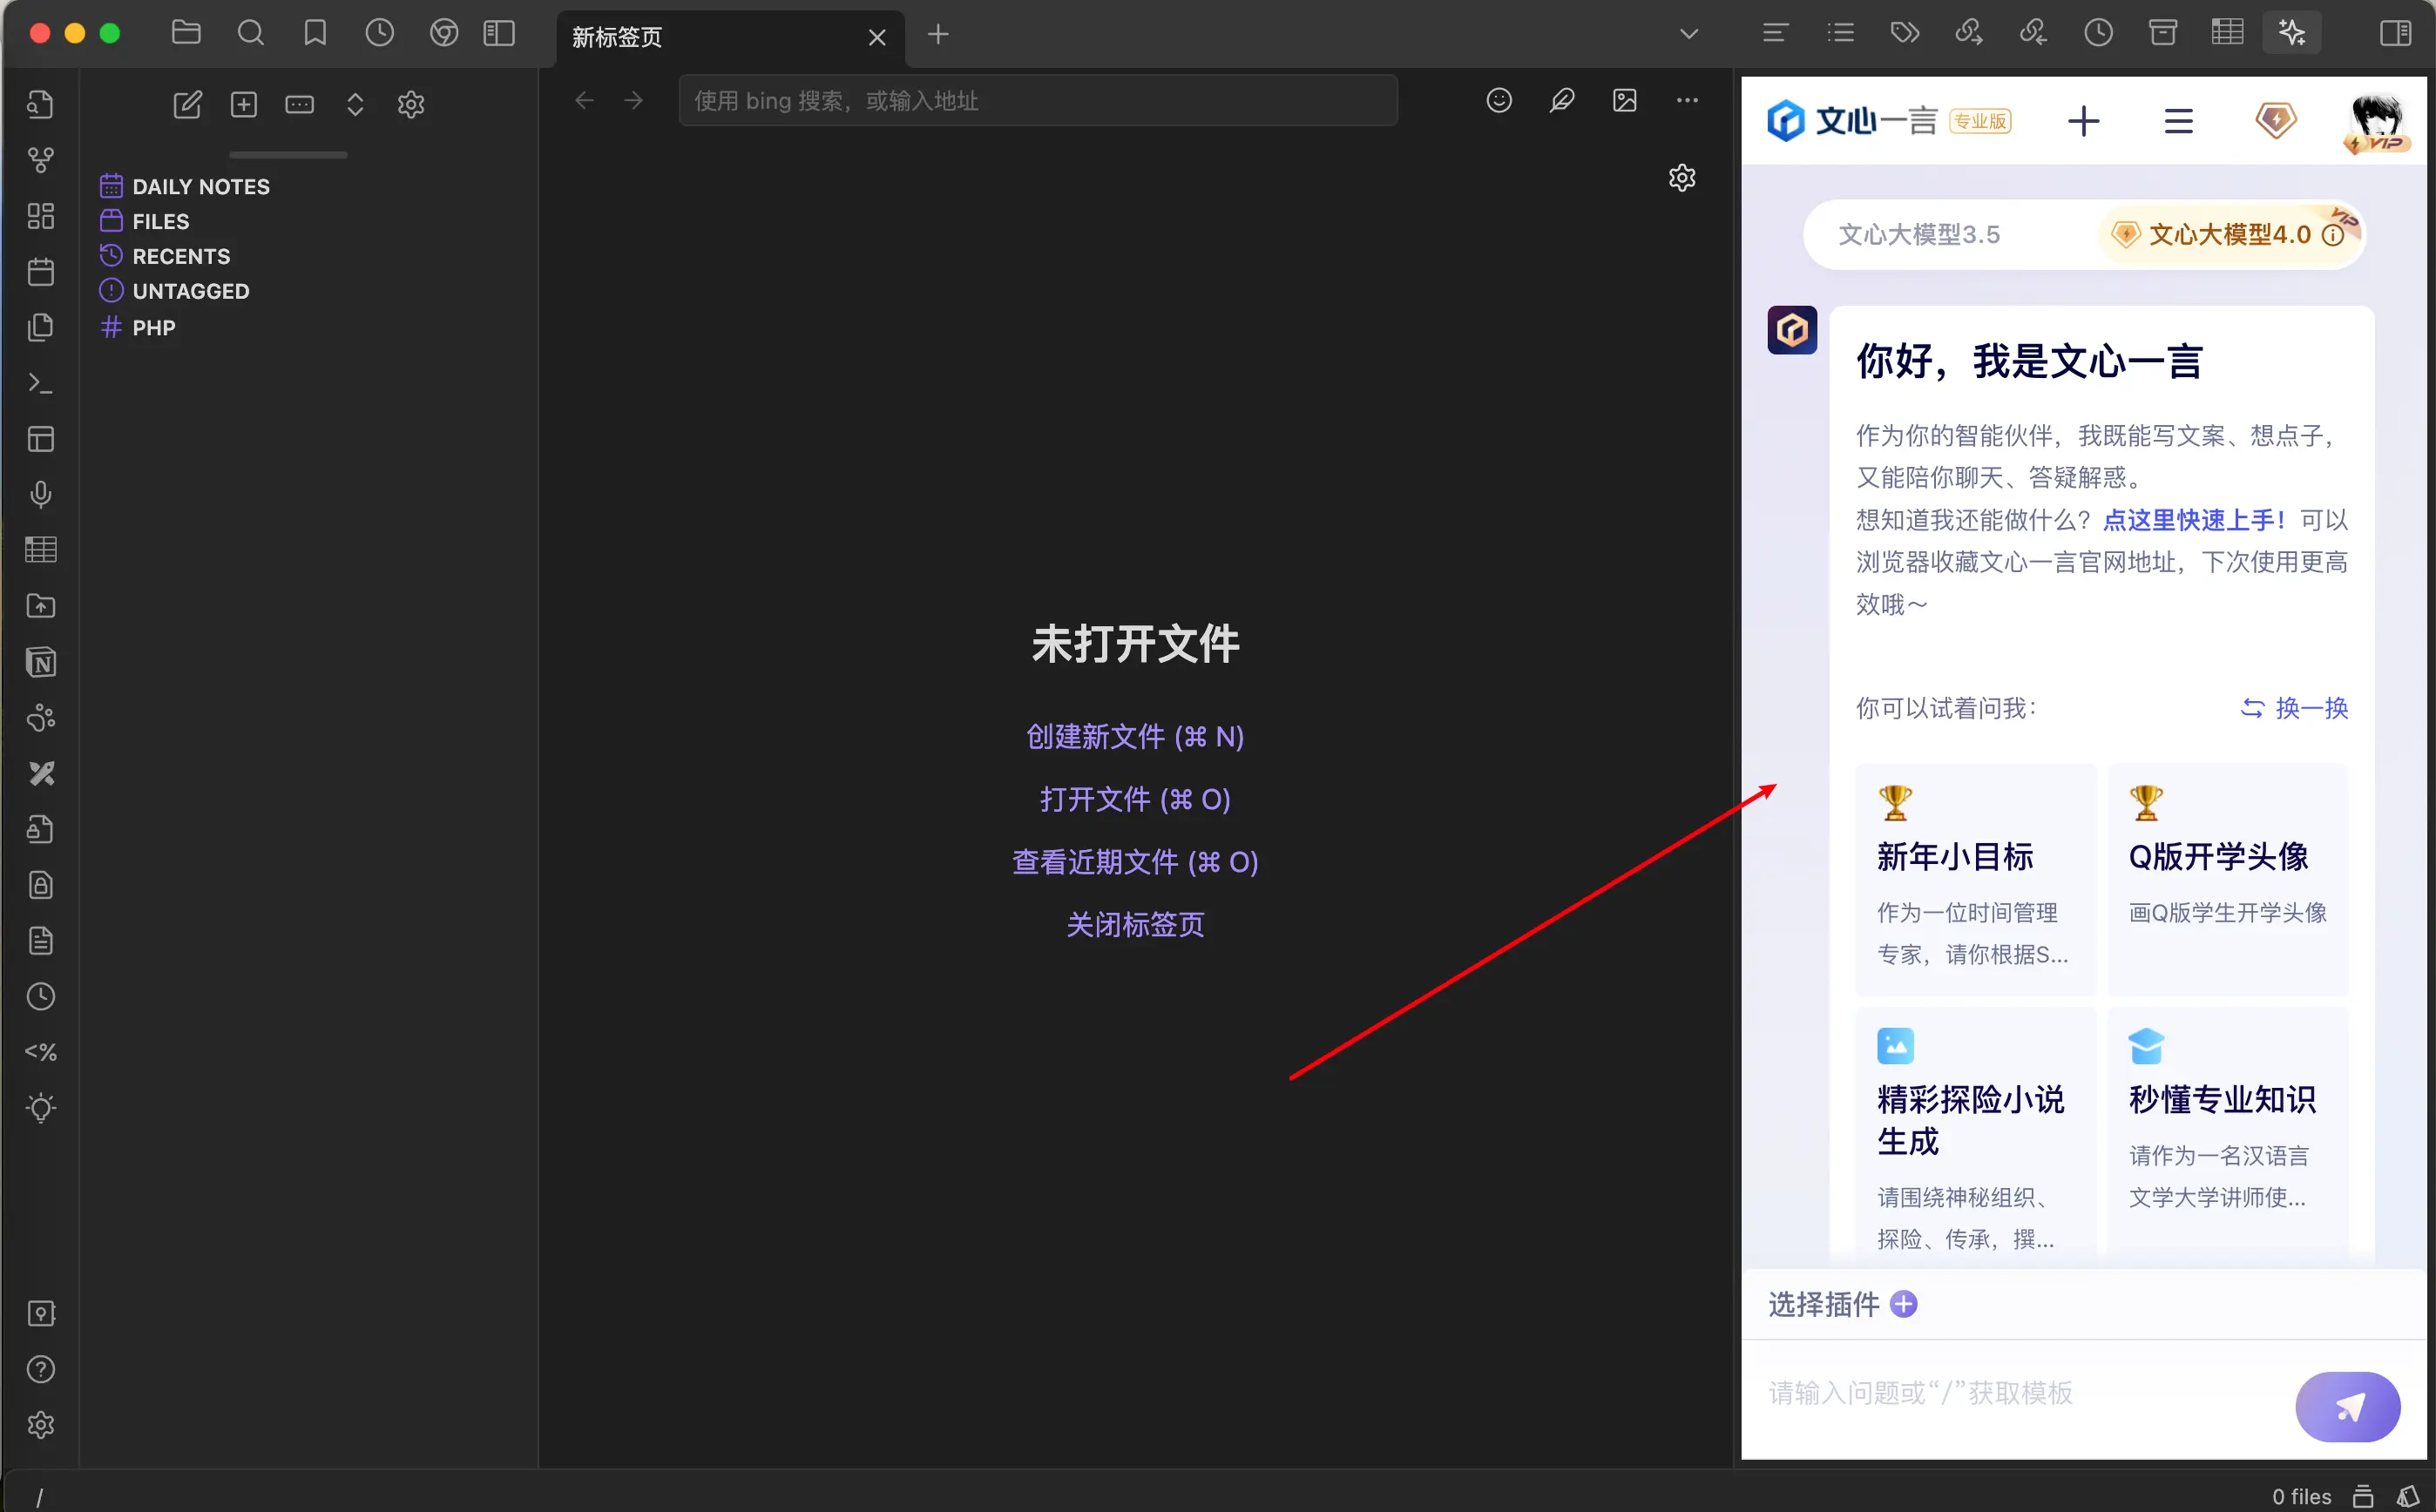 新标签页
使用 bing 搜索，或输入地址
DAILY NOTES
FILES
RECENTS
UNTAGGED
# PHP
未打开文件
创建新文件 (⌘ N)
打开文件 (⌘ O)
查看近期文件 (⌘ O)
关闭标签页
文心一言 专业版
VIP
文心大模型3.5
文心大模型4.0
VIP
你好，我是文心一言
作为你的智能伙伴，我既能写文案、想点子，
又能陪你聊天、答疑解惑。
想知道我还能做什么？点这里快速上手！可以
浏览器收藏文心一言官网地址，下次使用更高
效哦～
你可以试着问我：
换一换
新年小目标
作为一位时间管理
专家，请你根据S...
Q版开学头像
画Q版学生开学头像
精彩探险小说
生成
请围绕神秘组织、
探险、传承，撰...
秒懂专业知识
请作为一名汉语言
文学大学讲师使...
选择插件
请输入问题或“/”获取模板
<%
/
0 files